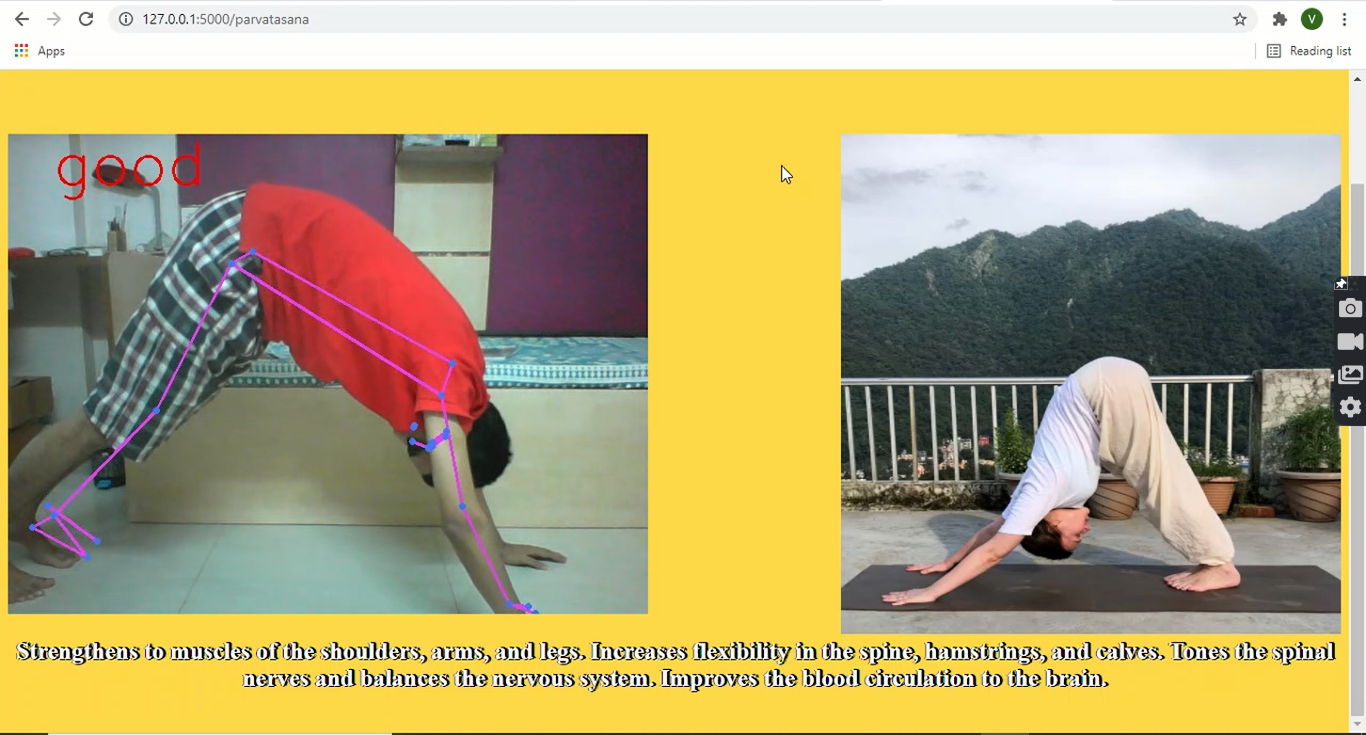 127.0.0.1:5000/parvatasana
V
Apps
Reading list
good
Strengthens to muscles of the shoulders, arms, and legs. Increases flexibility in the spine, hamstrings, and calves. Tones the spinal
nerves and balances the nervous system. Improves the blood circulation to the brain.